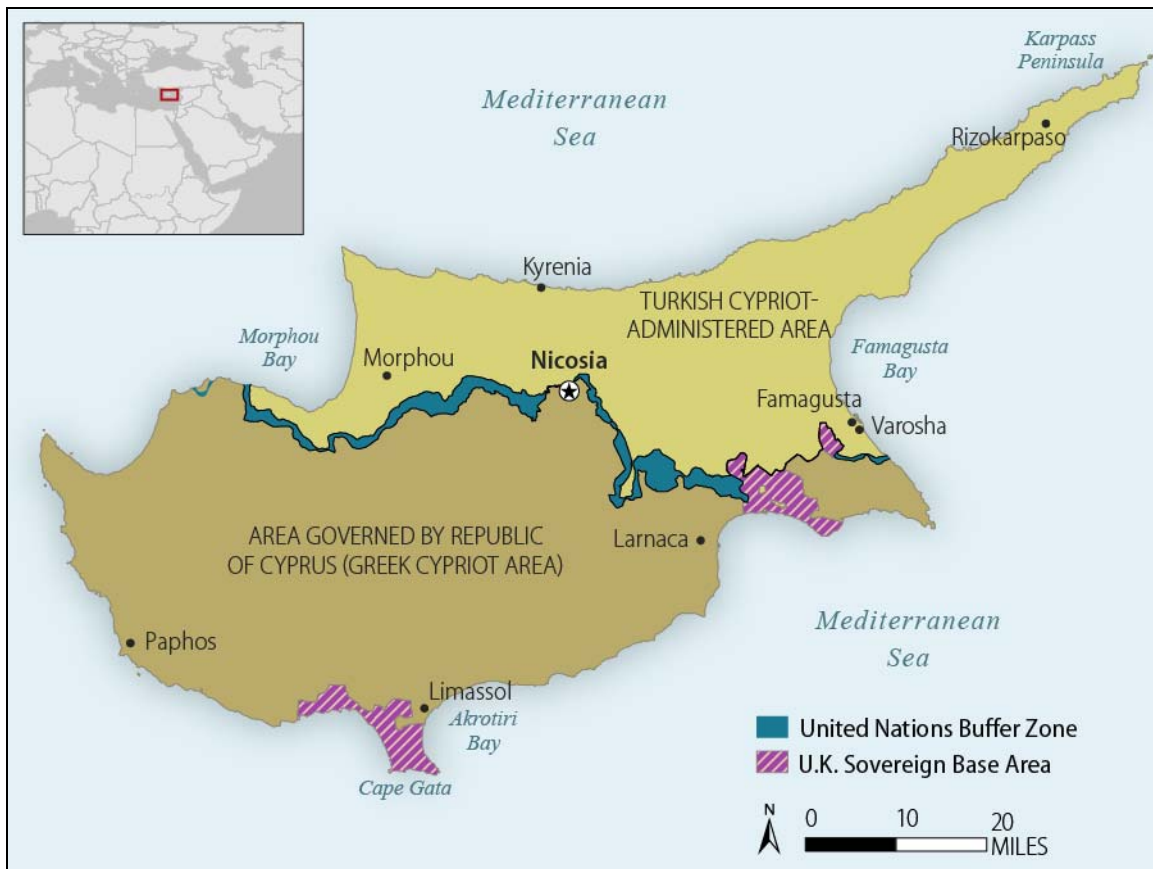 Karpass
Peninsula
Mediterranean
Sea
Rizokarpaso
Kyrenia
TURKISH CYPRIOT-
ADMINISTERED AREA
Morphou
Bay
Famagusta
Bay
Morphou
Nicosia
Famagusta
Varosha
AREA GOVERNED BY REPUBLIC
OF CYPRUS (GREEK CYPRIOT AREA)
Larnaca
Paphos
Mediterranean
Sea
Limassol
Akrotiri
Bay
Cape Gata
United Nations Buffer Zone
U.K. Sovereign Base Area
N
0 10 20
MILES